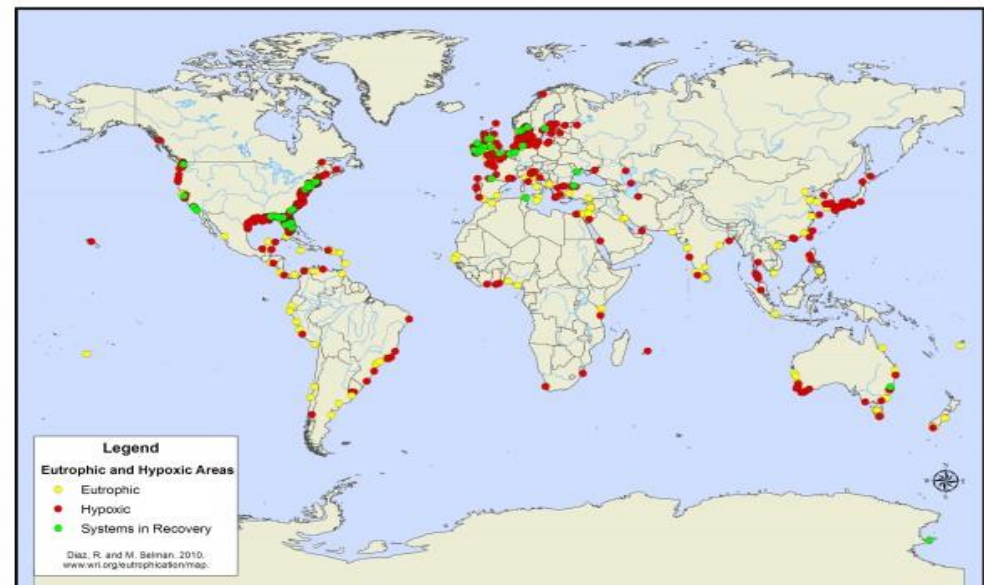 Legend
Eutrophic and Hypoxic Areas
Eutrophic
Hypoxic
Systems in Recovery
Diaz, R. and M. Selman. 2010.
www.wri.org/eutrophication/map.